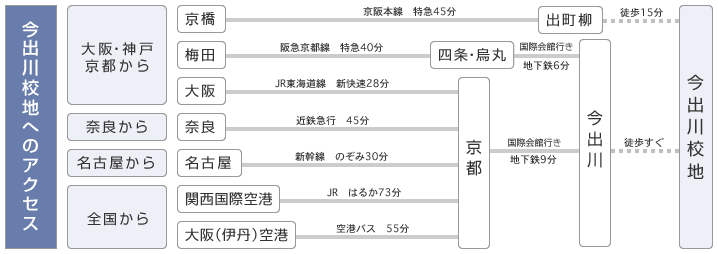 今出川校地へのアクセス
大阪・神戸
京都から
京橋
京阪本線 特急45分
出町柳
徒歩15分
梅田
阪急京都線 特急40分
四条・烏丸
国際会館行き
地下鉄6分
大阪
JR東海道線 新快速28分
奈良から
奈良
近鉄急行 45分
名古屋から
名古屋
新幹線 のぞみ30分
全国から
関西国際空港
JR はるか73分
大阪(伊丹)空港
空港バス 55分
京都
国際会館行き
地下鉄9分
今出川
徒歩すぐ
今出川校地